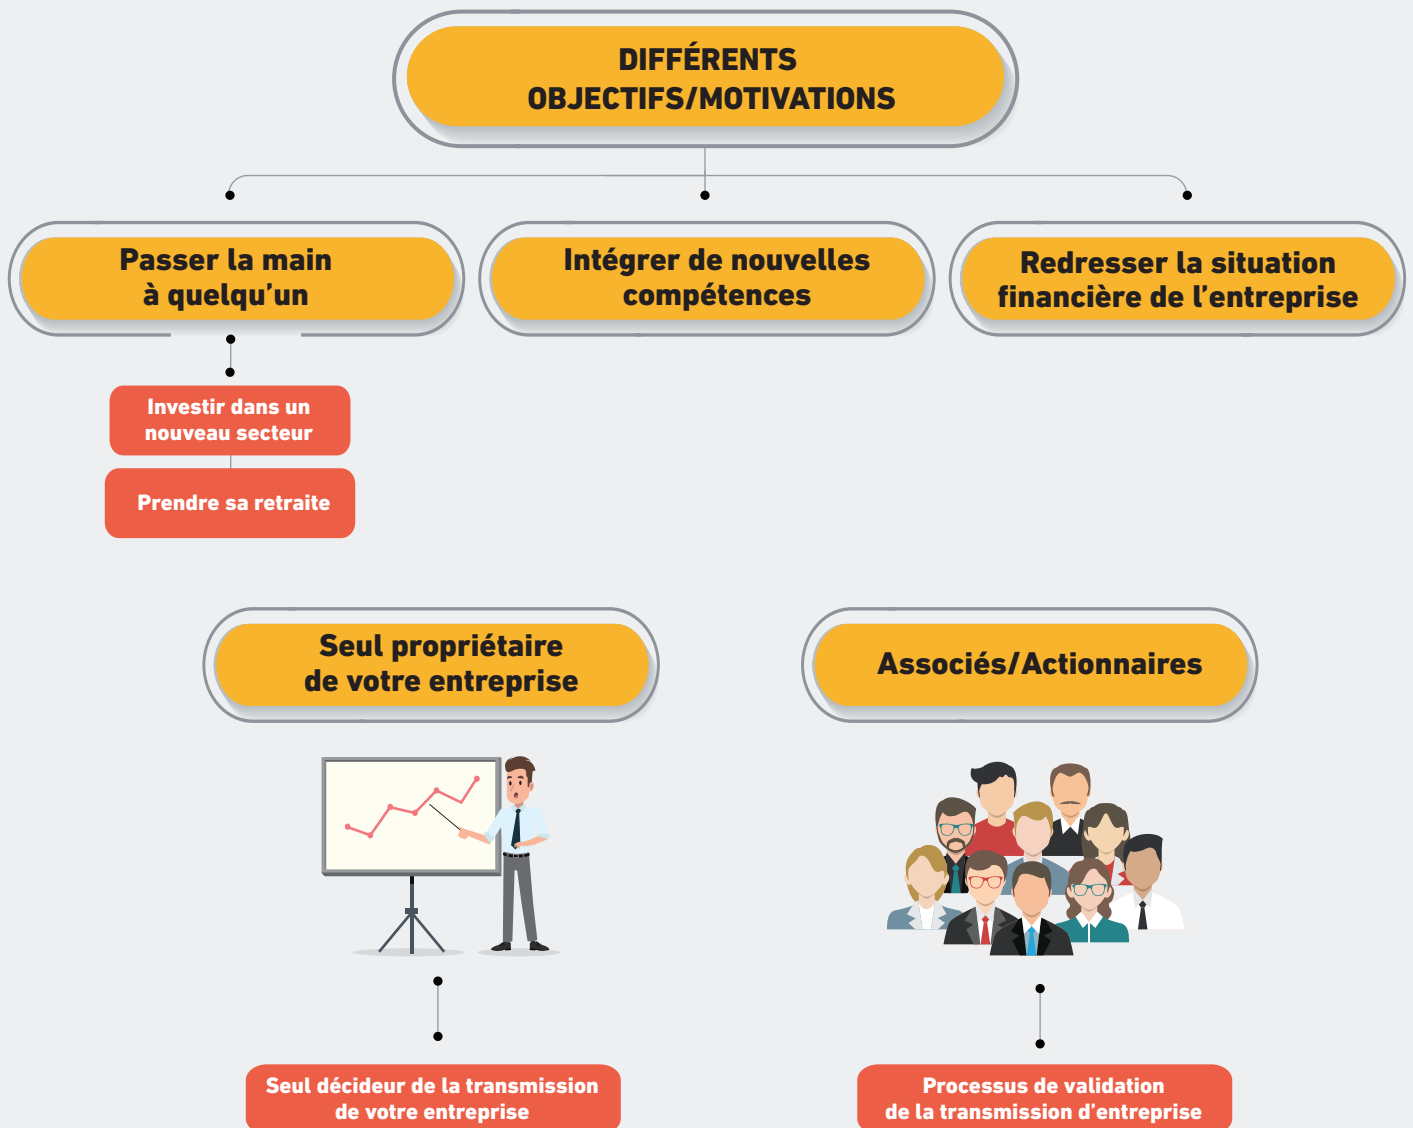 DIFFÉRENTS
OBJECTIFS/MOTIVATIONS
Passer la main
à quelqu’un
Intégrer de nouvelles
compétences
Redresser la situation
financière de l’entreprise
Investir dans un
nouveau secteur
Prendre sa retraite
Seul propriétaire
de votre entreprise
Associés/Actionnaires
Seul décideur de la transmission
de votre entreprise
Processus de validation
de la transmission d’entreprise